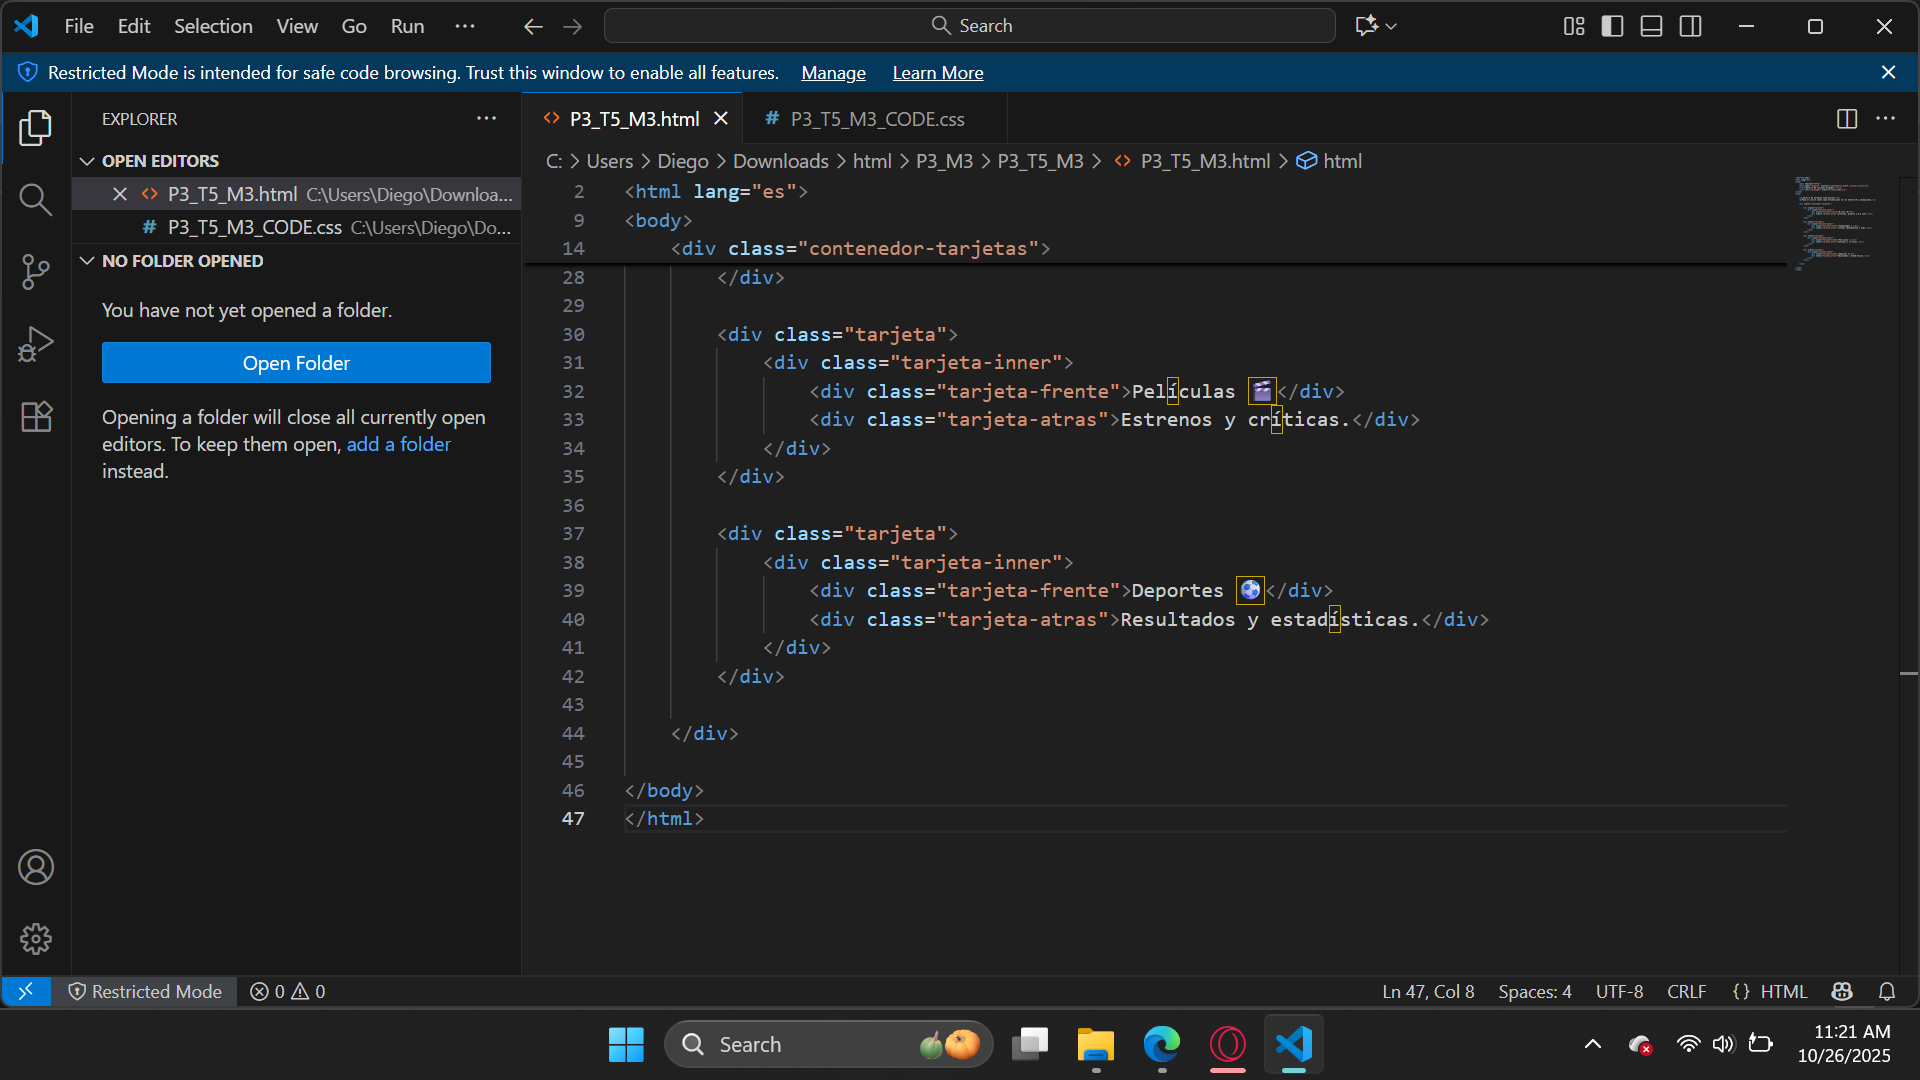 File Edit Selection View Go Run ··· Search
Restricted Mode is intended for safe code browsing. Trust this window to enable all features. Manage Learn More
EXPLORER
OPEN EDITORS
P3_T5_M3.html C:\Users\Diego\Downloa...
P3_T5_M3_CODE.css C:\Users\Diego\Do...
NO FOLDER OPENED
You have not yet opened a folder.
Open Folder
Opening a folder will close all currently open
editors. To keep them open, add a folder
instead.
P3_T5_M3.html P3_T5_M3_CODE.css
C: > Users > Diego > Downloads > html > P3_M3 > P3_T5_M3 > P3_T5_M3.html > html
2 <html lang="es">
9 <body>
14 <div class="contenedor-tarjetas">
28 </div>
29
30 <div class="tarjeta">
31 <div class="tarjeta-inner">
32 <div class="tarjeta-frente">Películas 🎬</div>
33 <div class="tarjeta-atras">Estrenos y críticas.</div>
34 </div>
35 </div>
36
37 <div class="tarjeta">
38 <div class="tarjeta-inner">
39 <div class="tarjeta-frente">Deportes ⚽</div>
40 <div class="tarjeta-atras">Resultados y estadísticas.</div>
41 </div>
42 </div>
43
44 </div>
45
46 </body>
47 </html>
Restricted Mode 0 0 Ln 47, Col 8 Spaces: 4 UTF-8 CRLF {} HTML
Search
11:21 AM
10/26/2025